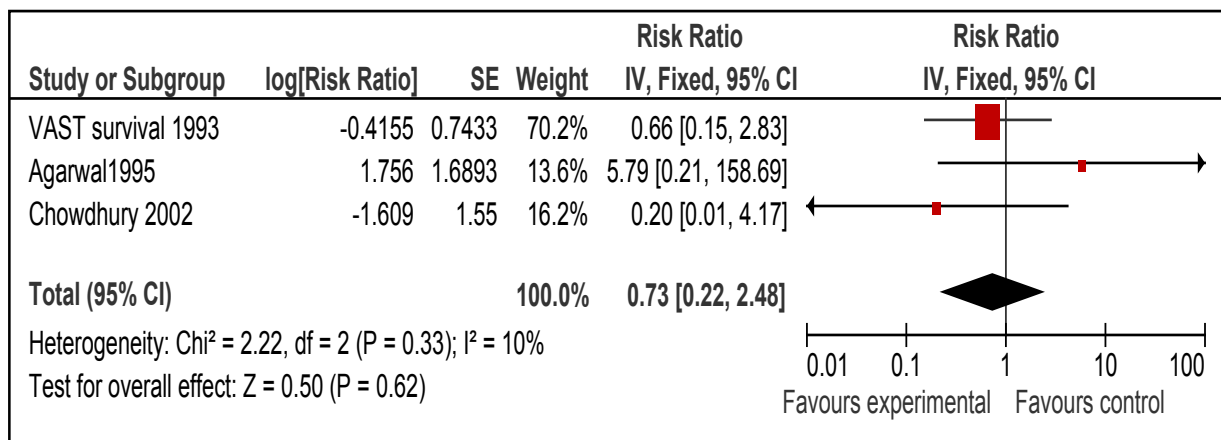 Risk Ratio Risk Ratio
Study or Subgroup log[Risk Ratio] SE Weight IV, Fixed, 95% CI IV, Fixed, 95% CI
VAST survival 1993 -0.4155 0.7433 70.2% 0.66 [0.15, 2.83]
Agarwal1995 1.756 1.6893 13.6% 5.79 [0.21, 158.69]
Chowdhury 2002 -1.609 1.55 16.2% 0.20 [0.01, 4.17]
Total (95% CI) 100.0% 0.73 [0.22, 2.48]
Heterogeneity: Chi² = 2.22, df = 2 (P = 0.33); I² = 10%
Test for overall effect: Z = 0.50 (P = 0.62)
0.01 0.1 1 10 100
Favours experimental Favours control